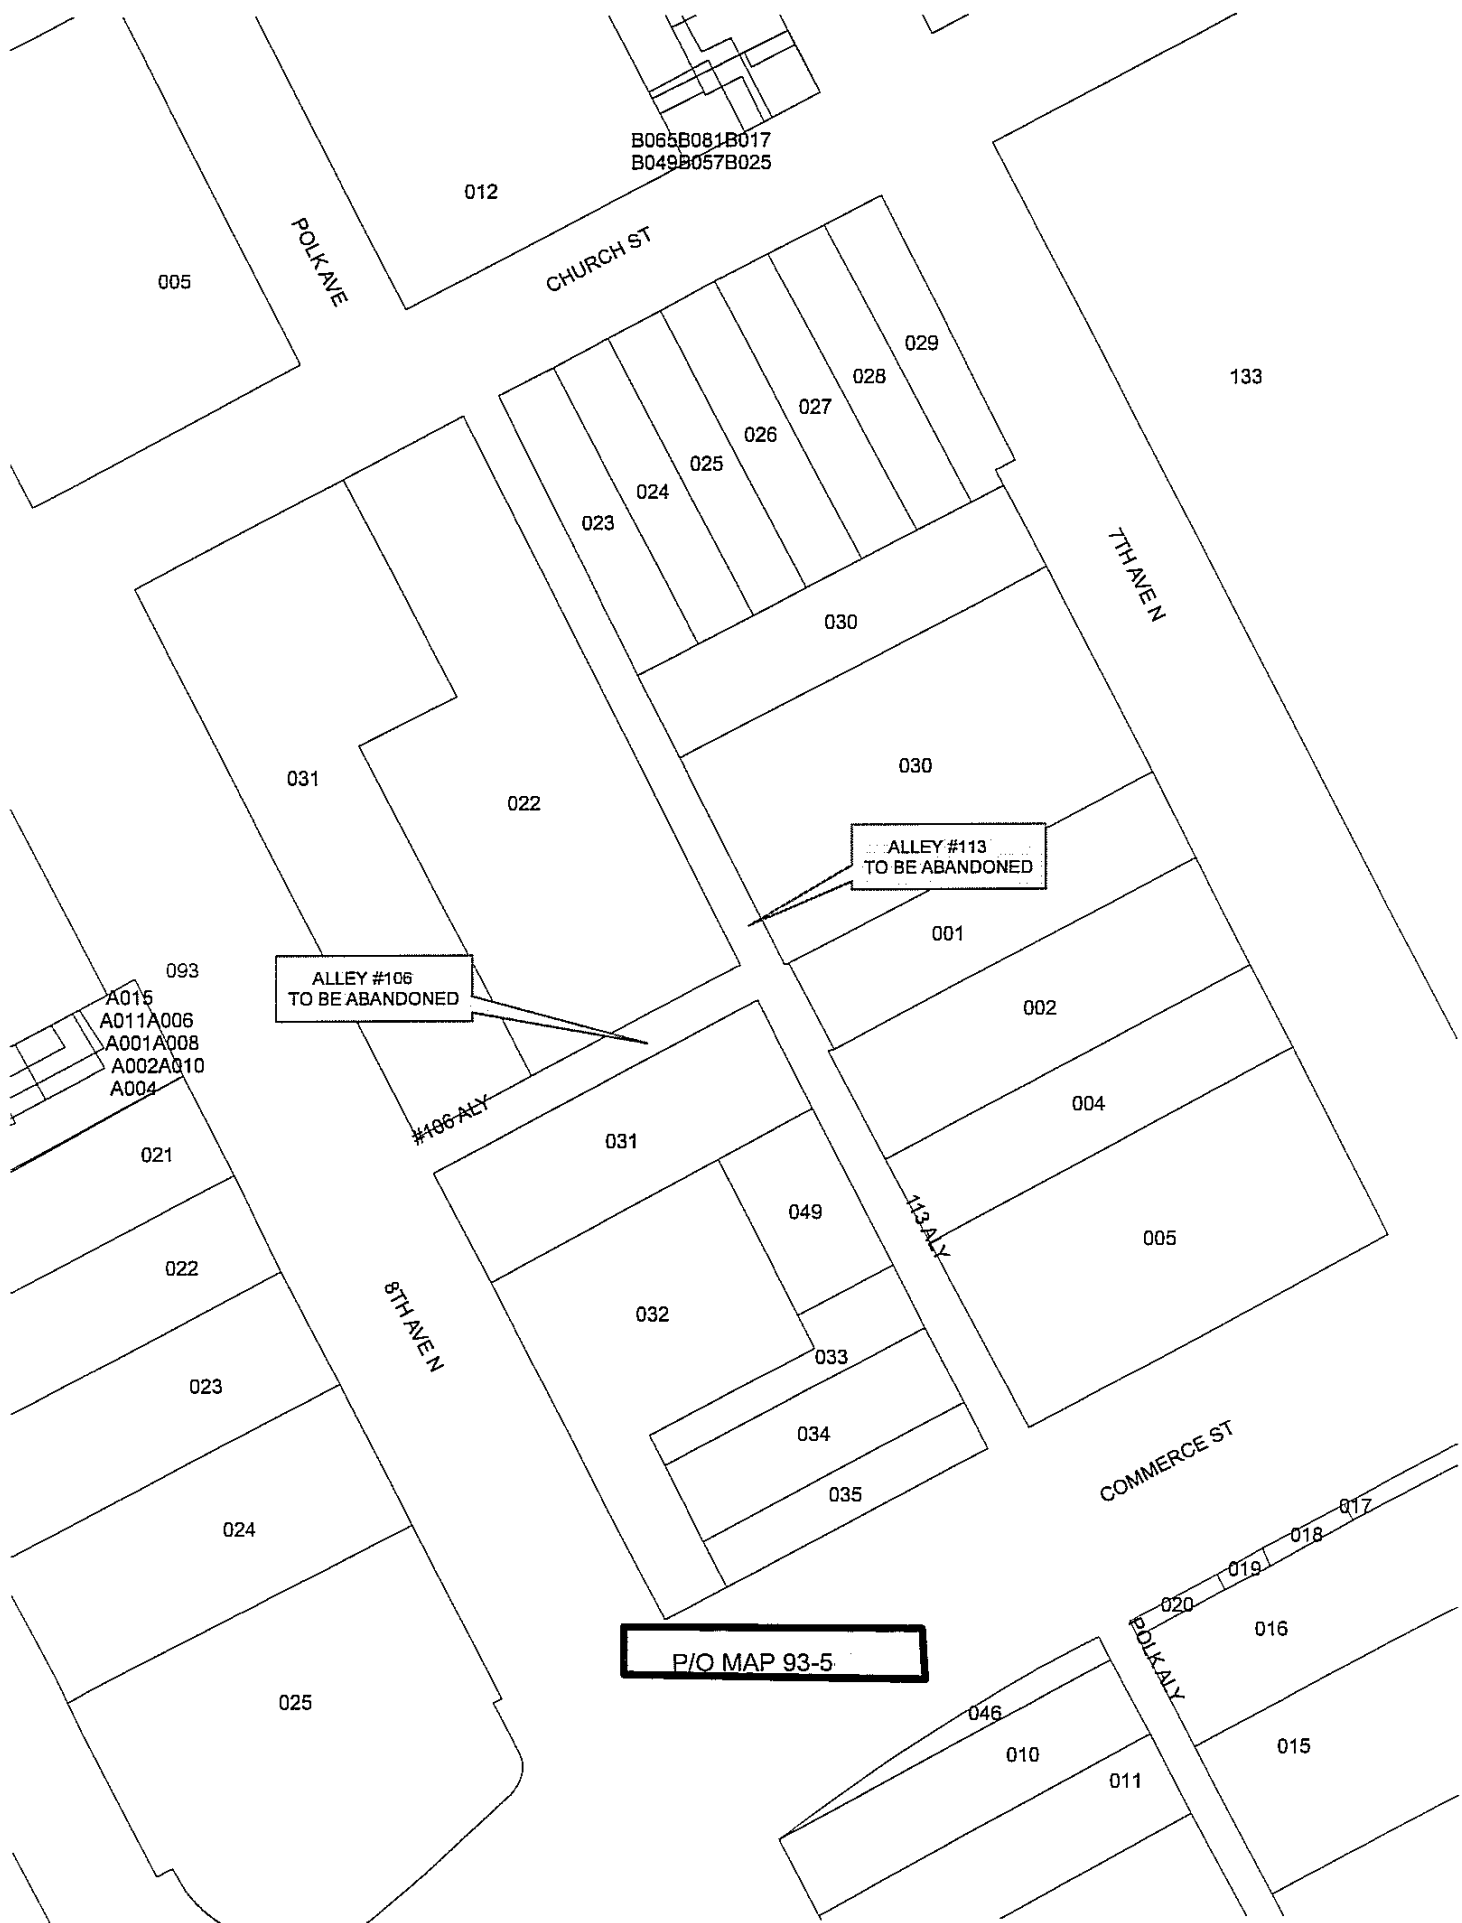 B065B081B017
B049B057B025
012
CHURCH ST
POLK AVE
005
029
133
028
027
026
025
024
023
7TH AVE N
030
030
031
022
ALLEY #113
TO BE ABANDONED
001
093
ALLEY #106
TO BE ABANDONED
A015
A011A006
A001A008
A002A010
A004
002
004
#106 ALY
031
021
049
113 ALY
005
022
8TH AVE N
032
033
023
034
COMMERCE ST
035
024
017
018
019
020
016
POLK ALY
P/O MAP 93-5
025
046
010
015
011